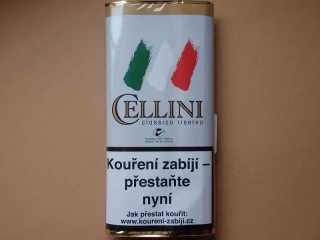 CELLINI
classico riserva
Kouření zabíjí –
přestaňte
nyní
Jak přestat kouřit:
www.koureni-zabiji.cz